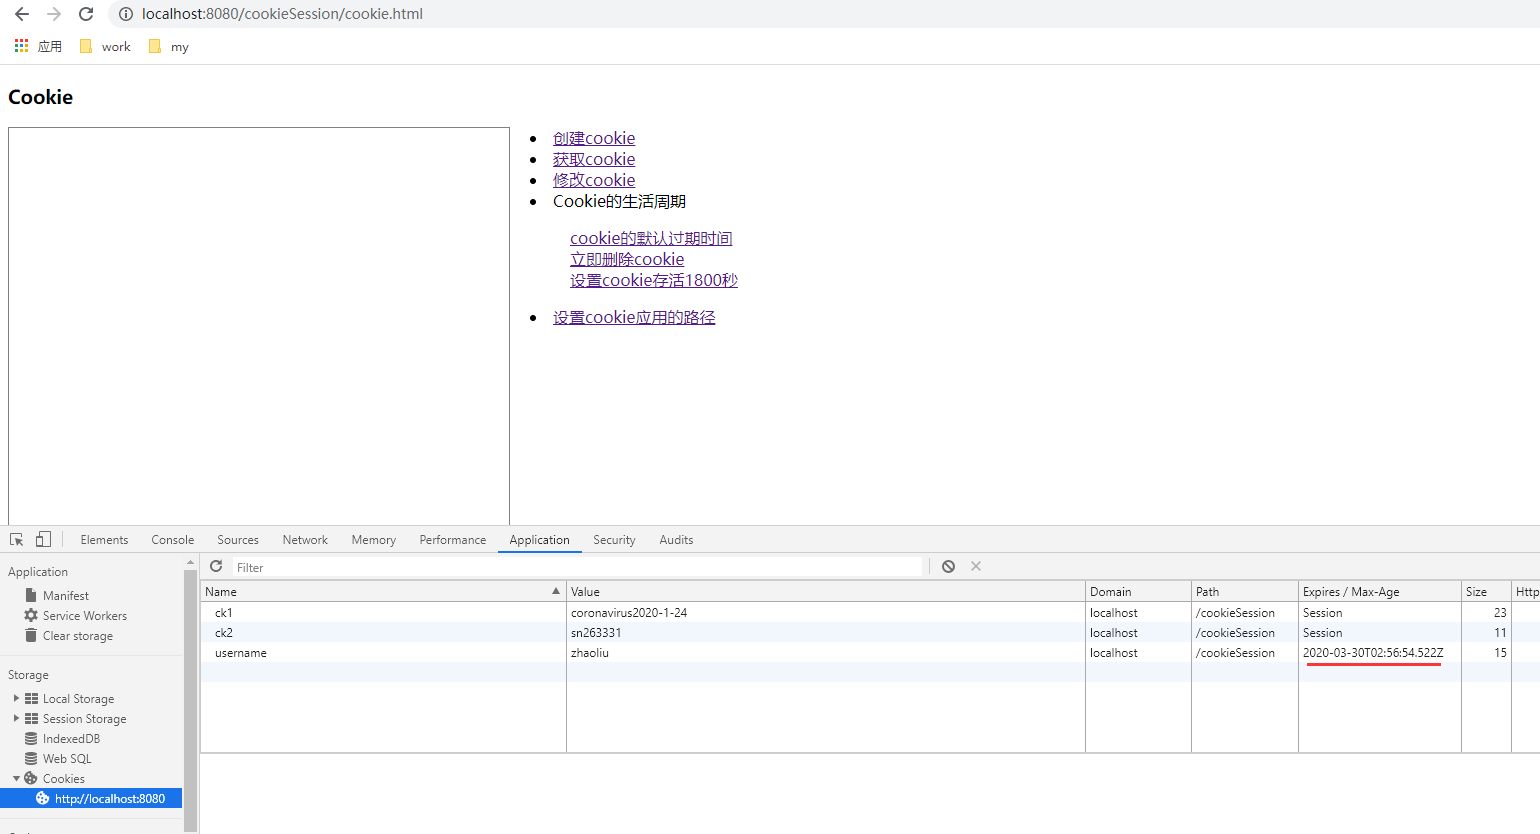 localhost:8080/cookieSession/cookie.html
应用 work my
Cookie
创建cookie
获取cookie
修改cookie
Cookie的生活周期
cookie的默认过期时间
立即删除cookie
设置cookie存活1800秒
设置cookie应用的路径
Elements Console Sources Network Memory Performance Application Security Audits
Application
Manifest
Service Workers
Clear storage
Storage
Local Storage
Session Storage
IndexedDB
Web SQL
Cookies
http://localhost:8080
Filter
Name Value Domain Path Expires / Max-Age Size Http
ck1 coronavirus2020-1-24 localhost /cookieSession Session 23
ck2 sn263331 localhost /cookieSession Session 11
username zhaoliu localhost /cookieSession 2020-03-30T02:56:54.522Z 15